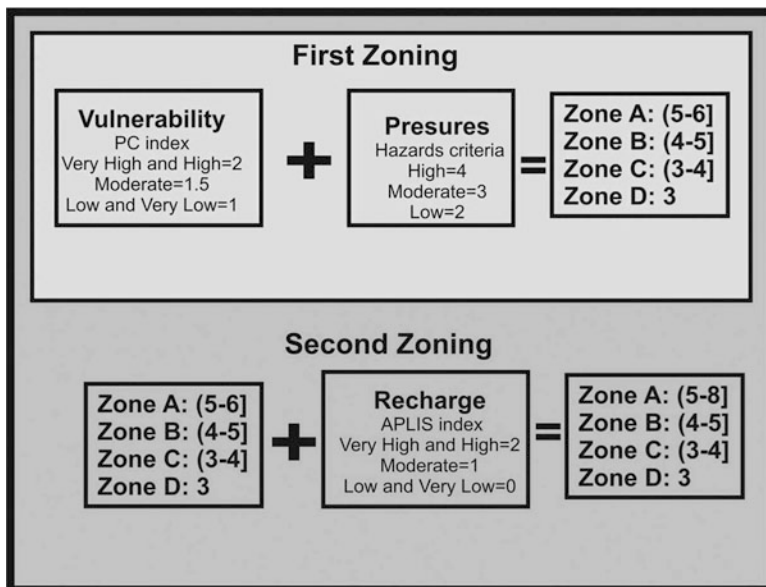 First Zoning
Vulnerability
PC index
Very High and High=2
Moderate=1.5
Low and Very Low=1
+
Presures
Hazards criteria
High=4
Moderate=3
Low=2
=
Zone A: (5-6]
Zone B: (4-5]
Zone C: (3-4]
Zone D: 3
Second Zoning
Zone A: (5-6]
Zone B: (4-5]
Zone C: (3-4]
Zone D: 3
+
Recharge
APLIS index
Very High and High=2
Moderate=1
Low and Very Low=0
=
Zone A: (5-8]
Zone B: (4-5]
Zone C: (3-4]
Zone D: 3